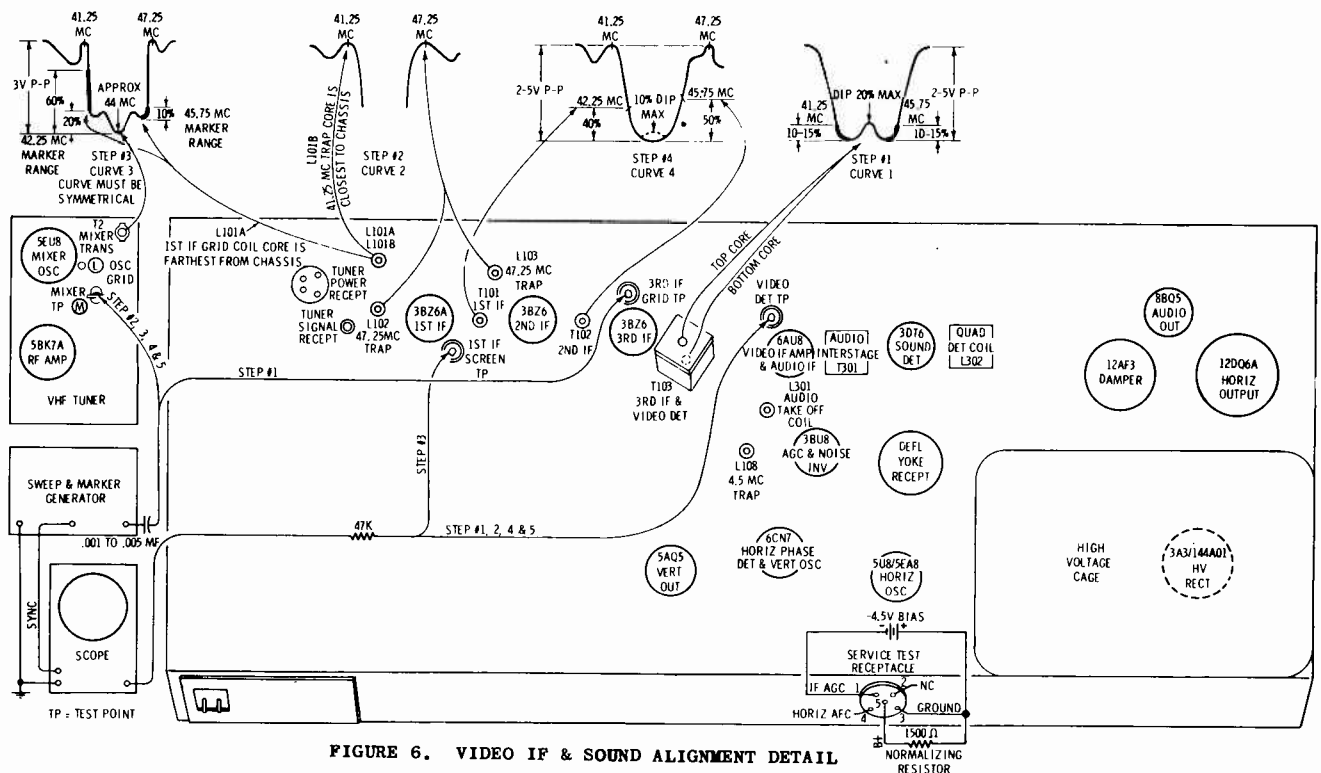 41.25
MC
47.25
MC
3V P-P
60%
20%
APPROX
44 MC
10%
45.75 MC
MARKER
RANGE
42.25 MC
MARKER
RANGE
STEP #3
CURVE 3
CURVE MUST BE
SYMMETRICAL
41.25
MC
47.25
MC
L101B
41.25 MC TRAP CORE IS
CLOSEST TO CHASSIS
STEP #2
CURVE 2
41.25
MC
47.25
MC
2-5V P-P
42.25 MC
40%
10% DIP
MAX
45.75 MC
50%
STEP #4
CURVE 4
DIP 20% MAX
41.25
MC
10-15%
45.75
MC
10-15%
2-5V P-P
STEP #1
CURVE 1
T2
MIXER
TRANS
5EU8
MIXER
OSC
L
OSC
GRID
MIXER
TP
M
5BK7A
RF AMP
VHF TUNER
STEP #2, 3, 4 & 5
L101A
1ST IF GRID COIL CORE IS
FARTHEST FROM CHASSIS
L101A
L101B
TUNER
POWER
RECEPT
TUNER
SIGNAL
RECEPT
L102
47.25MC
TRAP
3BZ6A
1ST IF
1ST IF
SCREEN
TP
L103
47.25 MC
TRAP
T101
1ST IF
3BZ6
2ND IF
T102
2ND IF
3RD IF
GRID TP
3BZ6
3RD IF
TOP CORE
BOTTOM CORE
T103
3RD IF &
VIDEO DET
VIDEO
DET TP
6AU8
VIDEO IF AMP
& AUDIO IF
AUDIO
INTERSTAGE
T301
3DT6
SOUND
DET
QUAD
DET COIL
L302
8BQ5
AUDIO
OUT
12AF3
DAMPER
12DQ6A
HORIZ
OUTPUT
L301
AUDIO
TAKE OFF
COIL
3BU8
AGC & NOISE
INV
L108
4.5 MC
TRAP
DEFL
YOKE
RECEPT
STEP #1
STEP #3
SWEEP & MARKER
GENERATOR
.001 TO .005 MF
47K
STEP #1, 2, 4 & 5
SYNC
SCOPE
TP = TEST POINT
5AQ5
VERT
OUT
6CN7
HORIZ PHASE
DET & VERT OSC
5U8/5EA8
HORIZ
OSC
HIGH
VOLTAGE
CAGE
3A3/144A01
HV
RECT
-4.5V BIAS
- +
SERVICE TEST
RECEPTACLE
IF AGC
1
2
NC
5
HORIZ AFC
4
3
GROUND
B+
1500 Ω
NORMALIZING
RESISTOR
FIGURE 6. VIDEO IF & SOUND ALIGNMENT DETAIL